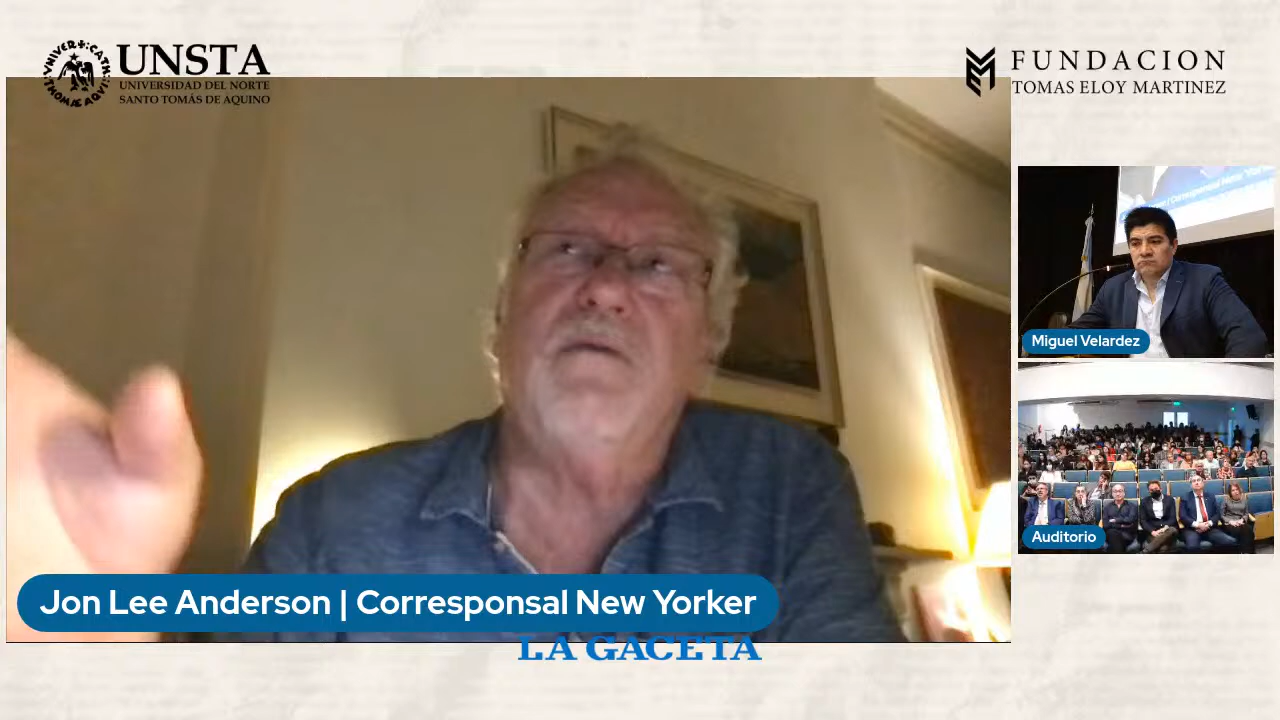 UNSTA
UNIVERSIDAD DEL NORTE
SANTO TOMÁS DE AQUINO
FUNDACION
TOMAS ELOY MARTINEZ
Miguel Velardez
Auditorio
Jon Lee Anderson | Corresponsal New Yorker
LA GACETA